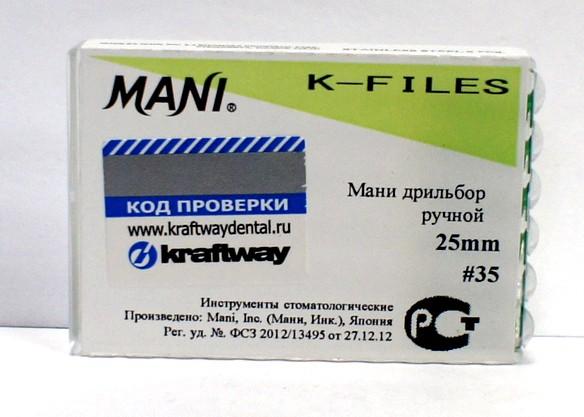 MANI®
K-FILES
КОД ПРОВЕРКИ
www.kraftwaydental.ru
kraftway
Мани дрильбор
ручной
25mm
#35
Инструменты стоматологические
Произведено: Mani, Inc. (Мани, Инк.), Япония
Рег. уд. №. ФСЗ 2012/13495 от 27.12.12
РСТ